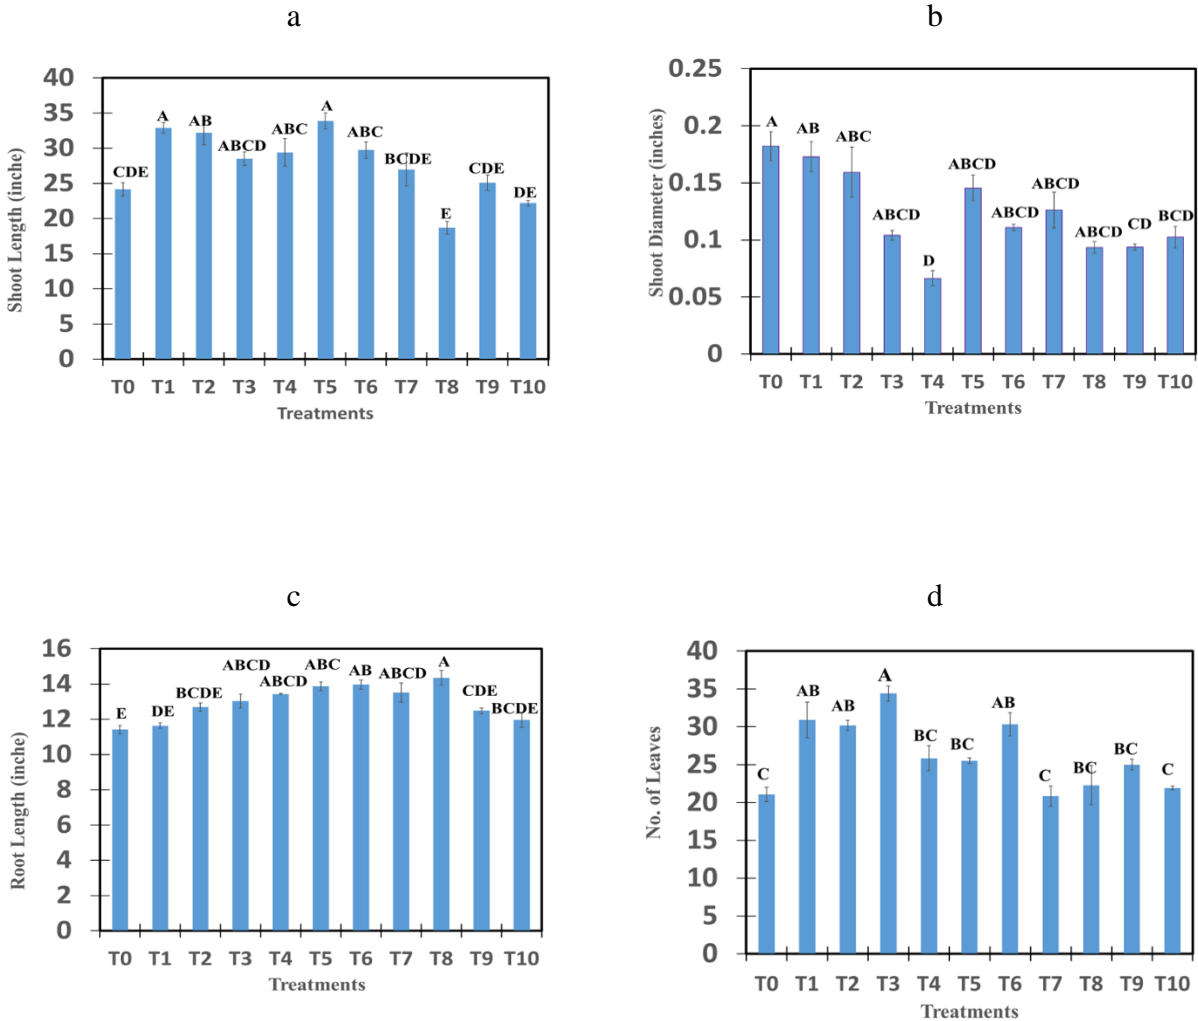 a
Shoot Length (inche)
40
35
30
25
20
15
10
5
0
CDE
A
AB
ABCD
ABC
A
ABC
BCDE
E
CDE
DE
T0 T1 T2 T3 T4 T5 T6 T7 T8 T9 T10
Treatments
b
Shoot Diameter (inches)
0.25
0.2
0.15
0.1
0.05
0
A
AB
ABC
ABCD
D
ABCD
ABCD
ABCD
ABCD
CD
BCD
T0 T1 T2 T3 T4 T5 T6 T7 T8 T9 T10
Treatments
c
Root Length (inche)
16
14
12
10
8
6
4
2
0
E
DE
BCDE
ABCD
ABCD
ABC
AB
ABCD
A
CDE
BCDE
T0 T1 T2 T3 T4 T5 T6 T7 T8 T9 T10
Treatments
d
No. of Leaves
40
35
30
25
20
15
10
5
0
C
AB
AB
A
BC
BC
AB
C
BC
BC
C
T0 T1 T2 T3 T4 T5 T6 T7 T8 T9 T10
Treatments